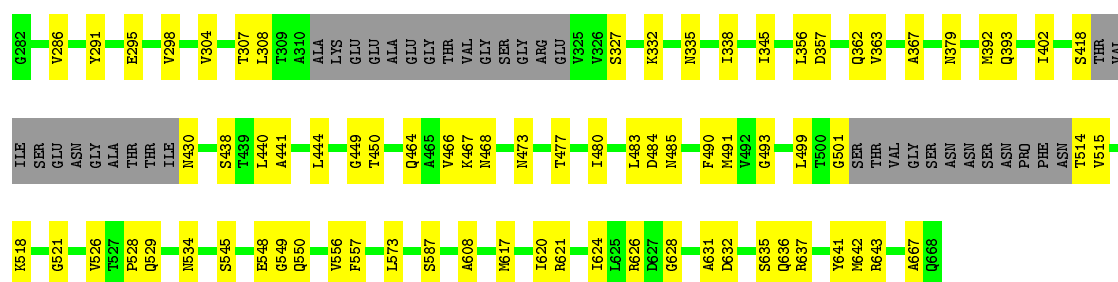 G282 V286 Y291 E295 V298 V304 T307 L308 T309 A310 ALA LYS GLU GLU ALA GLU GLY THR VAL GLY SER GLY ARG GLU V325 V326 S327 K332 N335 I338 I345 L356 D357 Q362 V363 A367 N379 M392 Q393 I402 S418 THR VAL
ILE SER GLU ASN GLY ALA THR THR ILE N430 S438 T439 L440 A441 L444 G449 T450 Q464 A465 V466 K467 N468 N473 T477 I480 L483 D484 N485 F490 M491 V492 G493 L499 T500 G501 SER THR VAL GLY SER ASN ASN SER ASN PRO PHE ASN T514 V515
K518 G521 V526 T527 P528 Q529 N534 S545 E548 G549 Q550 V556 F557 L573 S587 A608 M617 I620 R621 I624 L625 R626 D627 G628 A631 D632 S635 Q636 R637 Y641 M642 R643 A667 Q668